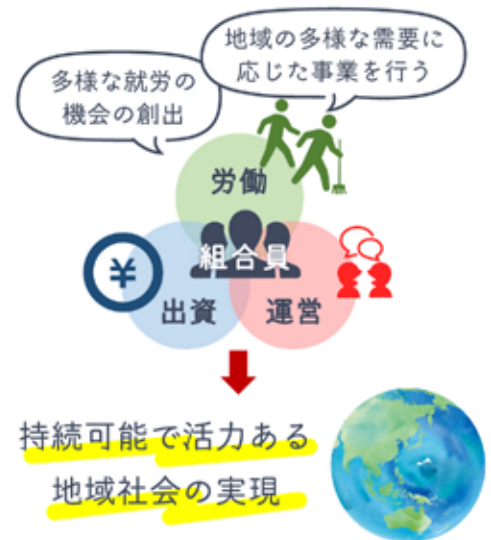 地域の多様な需要に
応じた事業を行う
多様な就労の
機会の創出
労働
組合員
¥
出資
運営
持続可能で活力ある
地域社会の実現